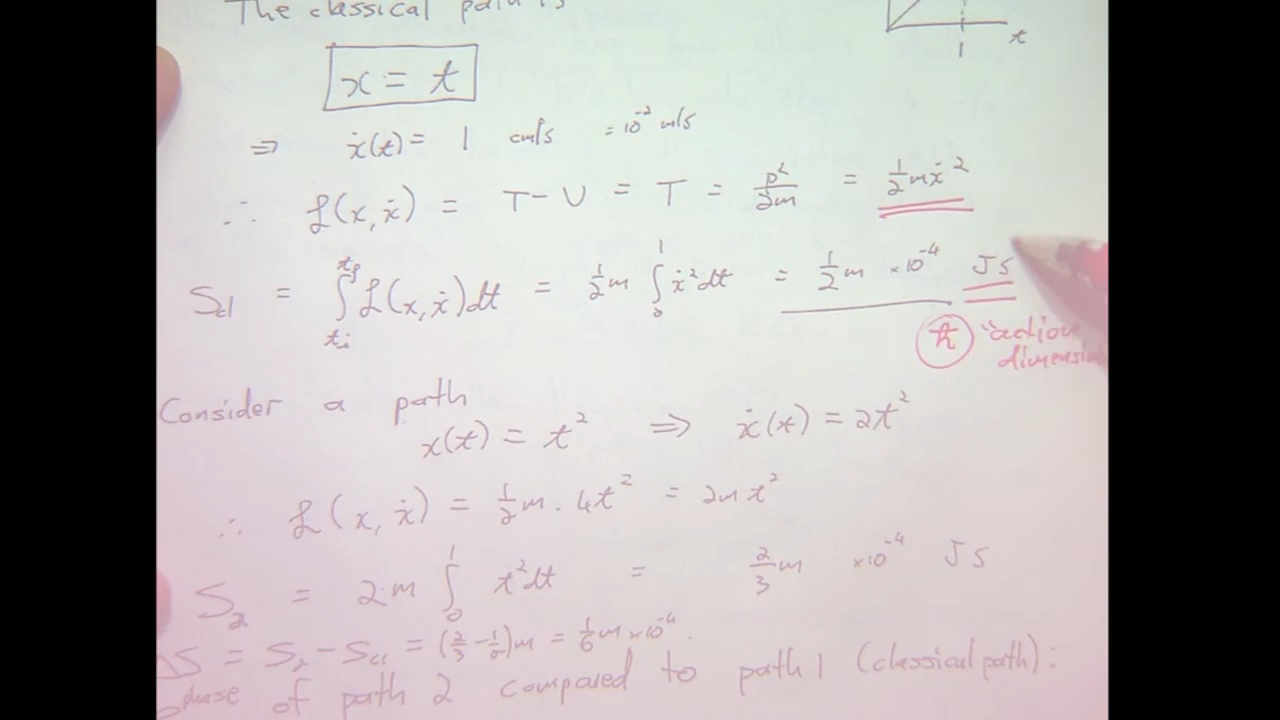 The classical path is
t
1
x = t
⇒ ẋ(t) = 1 cm/s = 10⁻² m/s
∴ ℒ(x, ẋ) = T - U = T = p²/2m = ½mẋ²
S_cl = ∫_{t_i}^{t_f} ℒ(x, ẋ)dt = ½m ∫₀¹ ẋ²dt = ½m ×10⁻⁴ JS
ħ "action
dimension
Consider a path
x(t) = t² ⇒ ẋ(t) = 2t²
∴ ℒ(x, ẋ) = ½m . 4t² = 2mt²
S₂ = 2m ∫₀¹ t²dt = ⅔m ×10⁻⁴ JS
ΔS = S₂ - S_cl = (⅔ - ½)m = ⅙m×10⁻⁴.
phase of path 2 compared to path 1 (classical path):